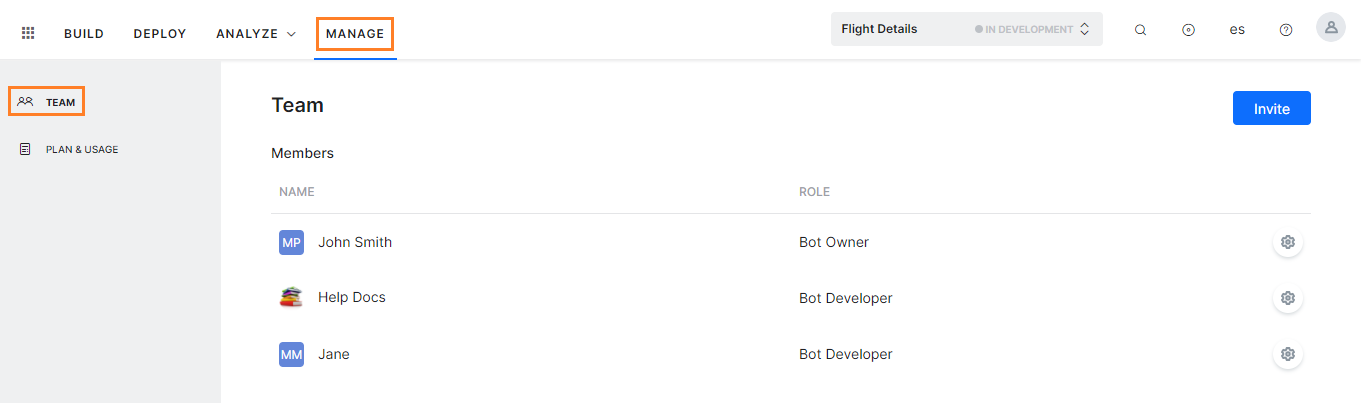 BUILD DEPLOY ANALYZE MANAGE Flight Details IN DEVELOPMENT es
TEAM
PLAN & USAGE
Team Invite
Members
NAME ROLE
MP John Smith Bot Owner
Help Docs Bot Developer
MM Jane Bot Developer